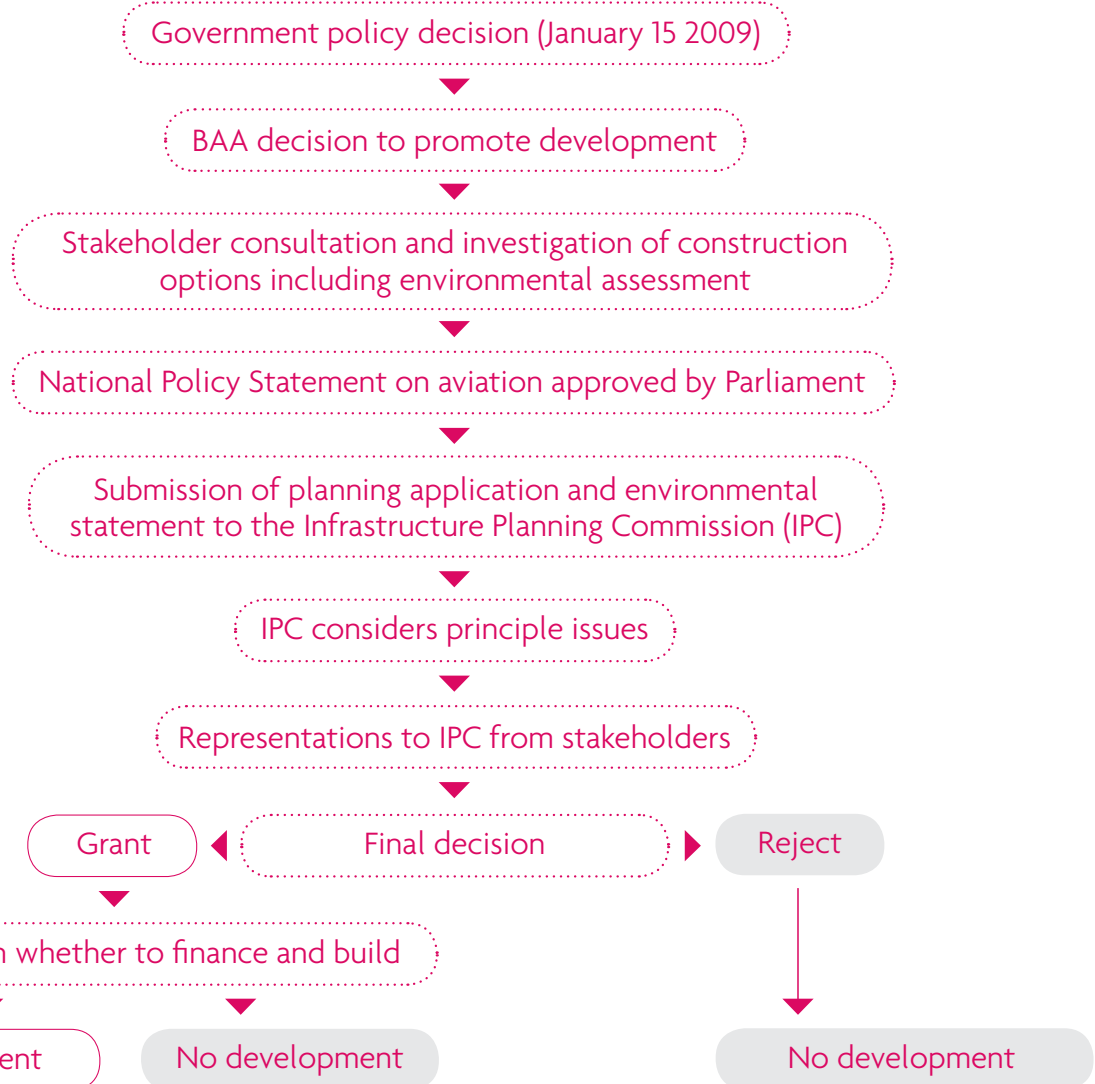 Government policy decision (January 15 2009)
BAA decision to promote development
Stakeholder consultation and investigation of construction
options including environmental assessment
National Policy Statement on aviation approved by Parliament
Submission of planning application and environmental
statement to the Infrastructure Planning Commission (IPC)
IPC considers principle issues
Representations to IPC from stakeholders
Grant
Final decision
Reject
whether to finance and build
No development
No development